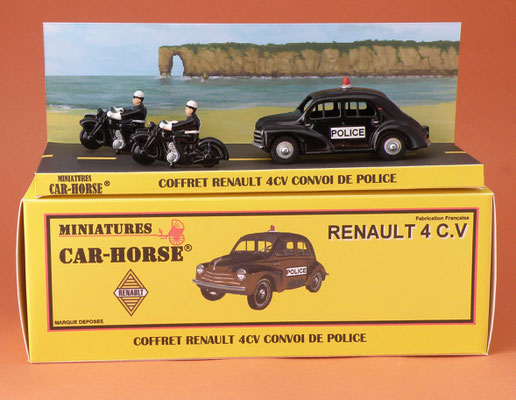 POLICE
MINIATURES
CAR-HORSE®
COFFRET RENAULT 4CV CONVOI DE POLICE
Fabrication Française
MINIATURES
CAR-HORSE®
RENAULT 4 C.V
POLICE
RENAULT
MARQUE DEPOSEE
COFFRET RENAULT 4CV CONVOI DE POLICE